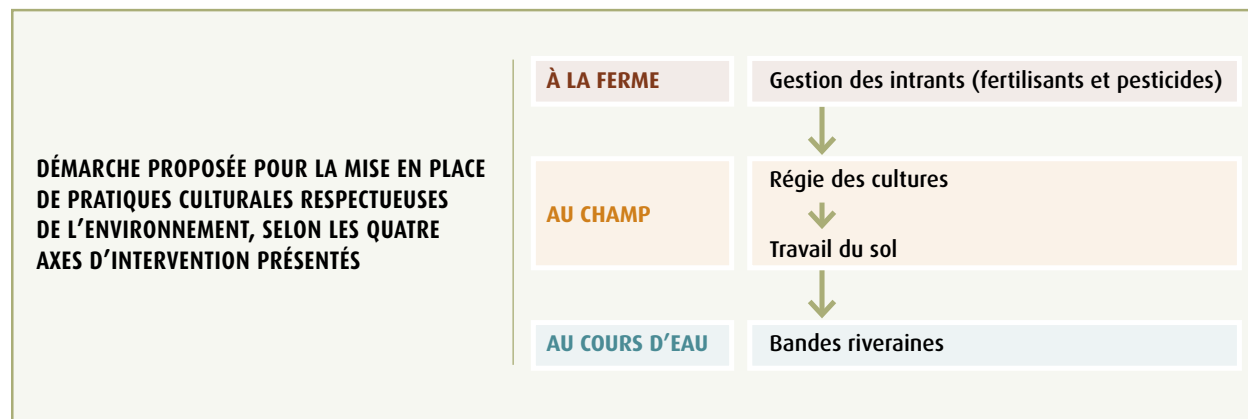 DÉMARCHE PROPOSÉE POUR LA MISE EN PLACE
DE PRATIQUES CULTURALES RESPECTUEUSES
DE L’ENVIRONNEMENT, SELON LES QUATRE
AXES D’INTERVENTION PRÉSENTÉS
À LA FERME
Gestion des intrants (fertilisants et pesticides)
AU CHAMP
Régie des cultures
Travail du sol
AU COURS D’EAU
Bandes riveraines